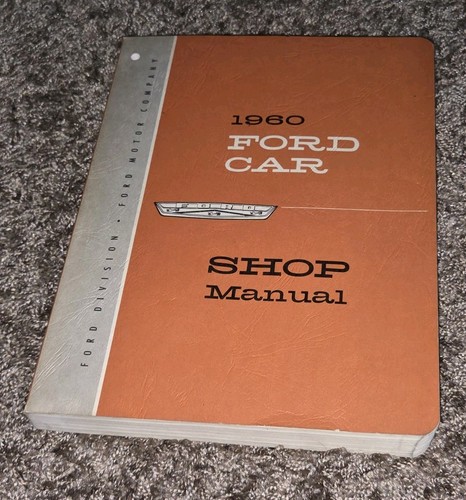 1960
FORD
CAR
SHOP
Manual
FORD DIVISION • FORD MOTOR COMPANY